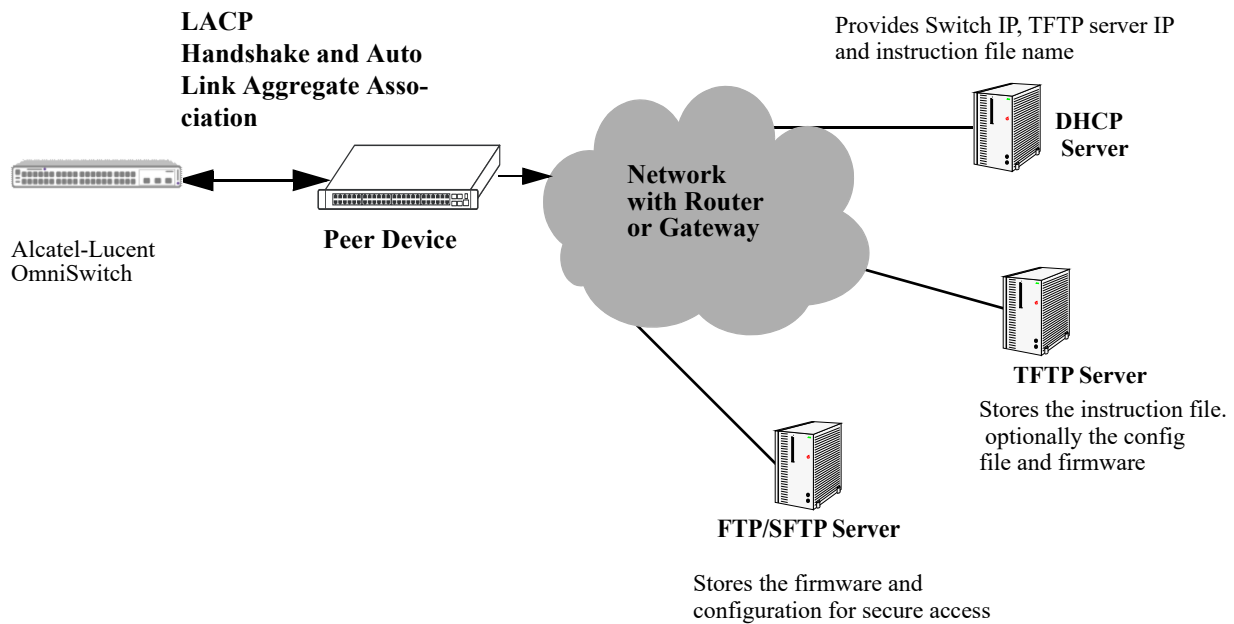 LACP
Handshake and Auto
Link Aggregate Asso-
ciation
Provides Switch IP, TFTP server IP
and instruction file name
DHCP
Server
Network
with Router
or Gateway
Peer Device
Alcatel-Lucent
OmniSwitch
TFTP Server
Stores the instruction file.
optionally the config
file and firmware
FTP/SFTP Server
Stores the firmware and
configuration for secure access